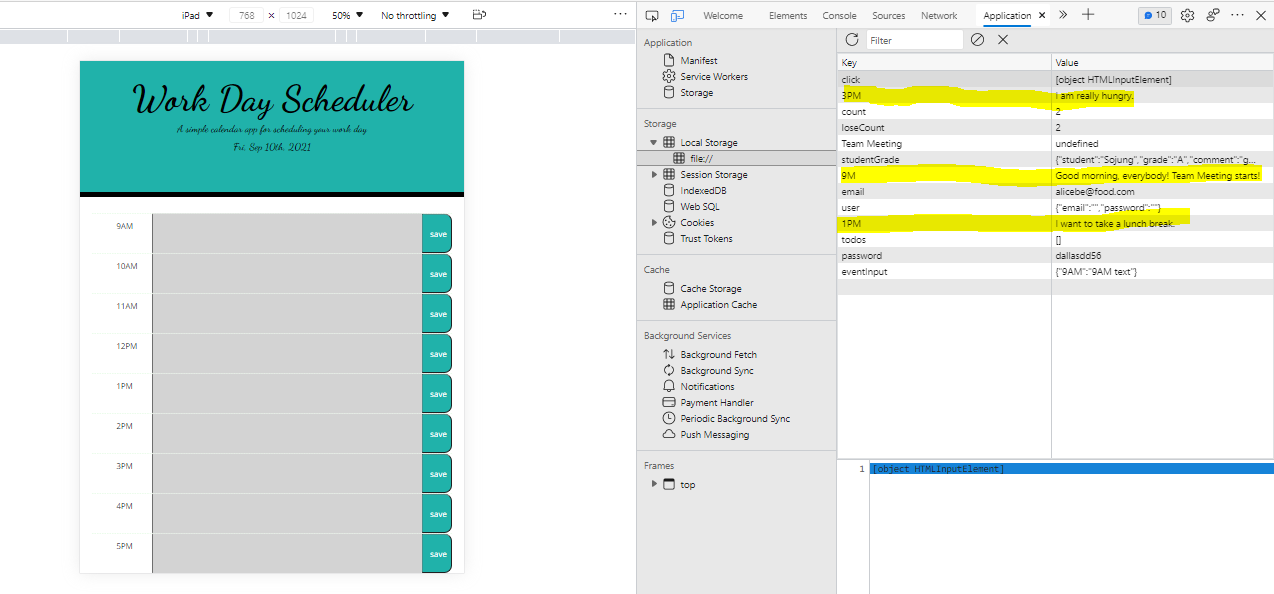 iPad ▼ 768 × 1024 50% ▼ No throttling ▼
Welcome Elements Console Sources Network Application 10
Work Day Scheduler
A simple calendar app for scheduling your work day
Fri, Sep 10th, 2021
9AM save
10AM save
11AM save
12PM save
1PM save
2PM save
3PM save
4PM save
5PM save
Application
Manifest
Service Workers
Storage
Storage
Local Storage
file://
Session Storage
IndexedDB
Web SQL
Cookies
Trust Tokens
Cache
Cache Storage
Application Cache
Background Services
Background Fetch
Background Sync
Notifications
Payment Handler
Periodic Background Sync
Push Messaging
Frames
top
Filter
Key Value
click [object HTMLInputElement]
3PM I am really hungry.
count 2
loseCount 2
Team Meeting undefined
studentGrade {"student":"Sojung","grade":"A","comment":"g...
9M Good morning, everybody! Team Meeting starts!
email alicebe@food.com
user {"email":"","password":""}
1PM I want to take a lunch break.
todos []
password dallasdd56
eventInput {"9AM":"9AM text"}
1 [object HTMLInputElement]